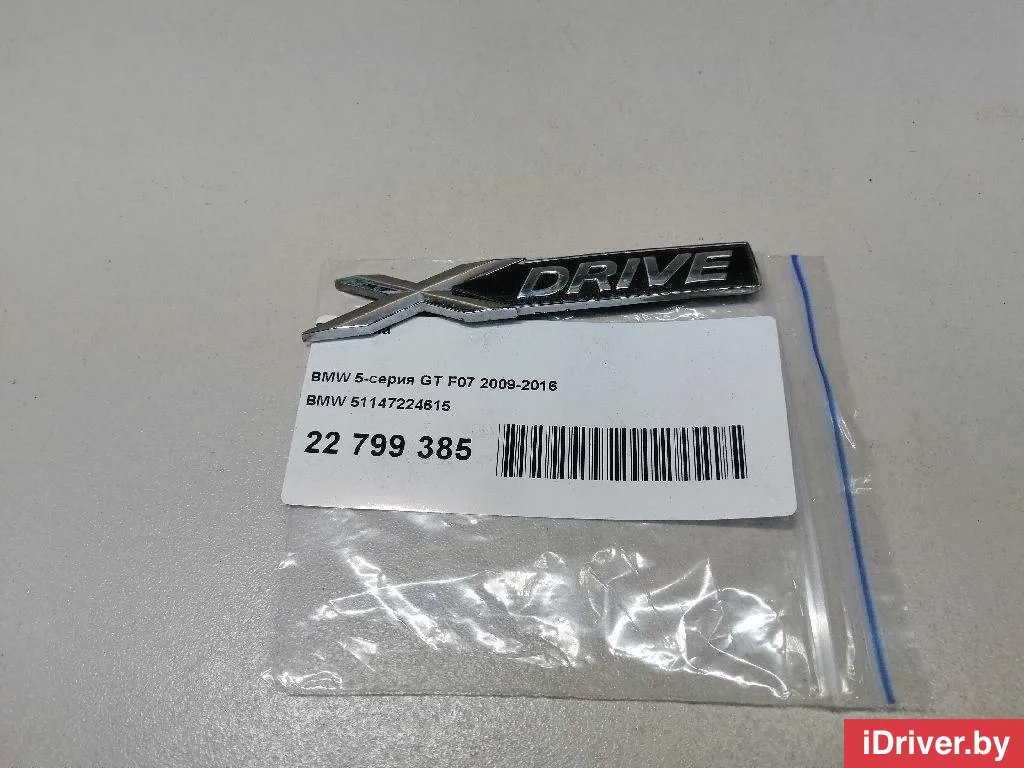 XDRIVE
BMW 5-серия GT F07 2009-2016
BMW 51147224615
22 799 385
iDriver.by